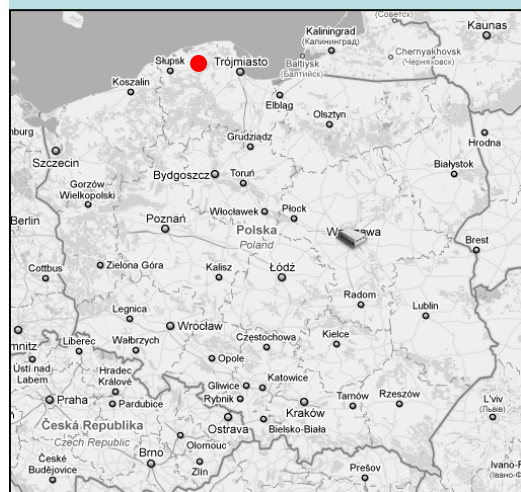 (Советск)
Kaliningrad
(Калининград)
Kaunas
Słupsk
Trójmiasto
Baltiysk
(Балтийск)
Chernyakhovsk
(Черняховск)
Koszalin
Elbląg
Olsztyn
Grudziądz
Hrodna
Szczecin
Bydgoszcz
Toruń
Białystok
Gorzów
Wielkopolski
Berlin
Włocławek
Płock
Poznań
Polska
Poland
Brest
Cottbus
Zielona Góra
Kalisz
Łódź
Radom
Lublin
Legnica
Wrocław
Kielce
Częstochowa
Liberec
Wałbrzych
Ústí nad
Labem
Opole
Hradec
Králové
Gliwice
Katowice
Tarnów
Rzeszów
Rybnik
L'viv
(Львів)
Praha
Pardubice
Kraków
Česká Republika
Czech Republic
Ostrava
Bielsko-Biała
Olomouc
Brno
Zlín
České
Budějovice
Prešov